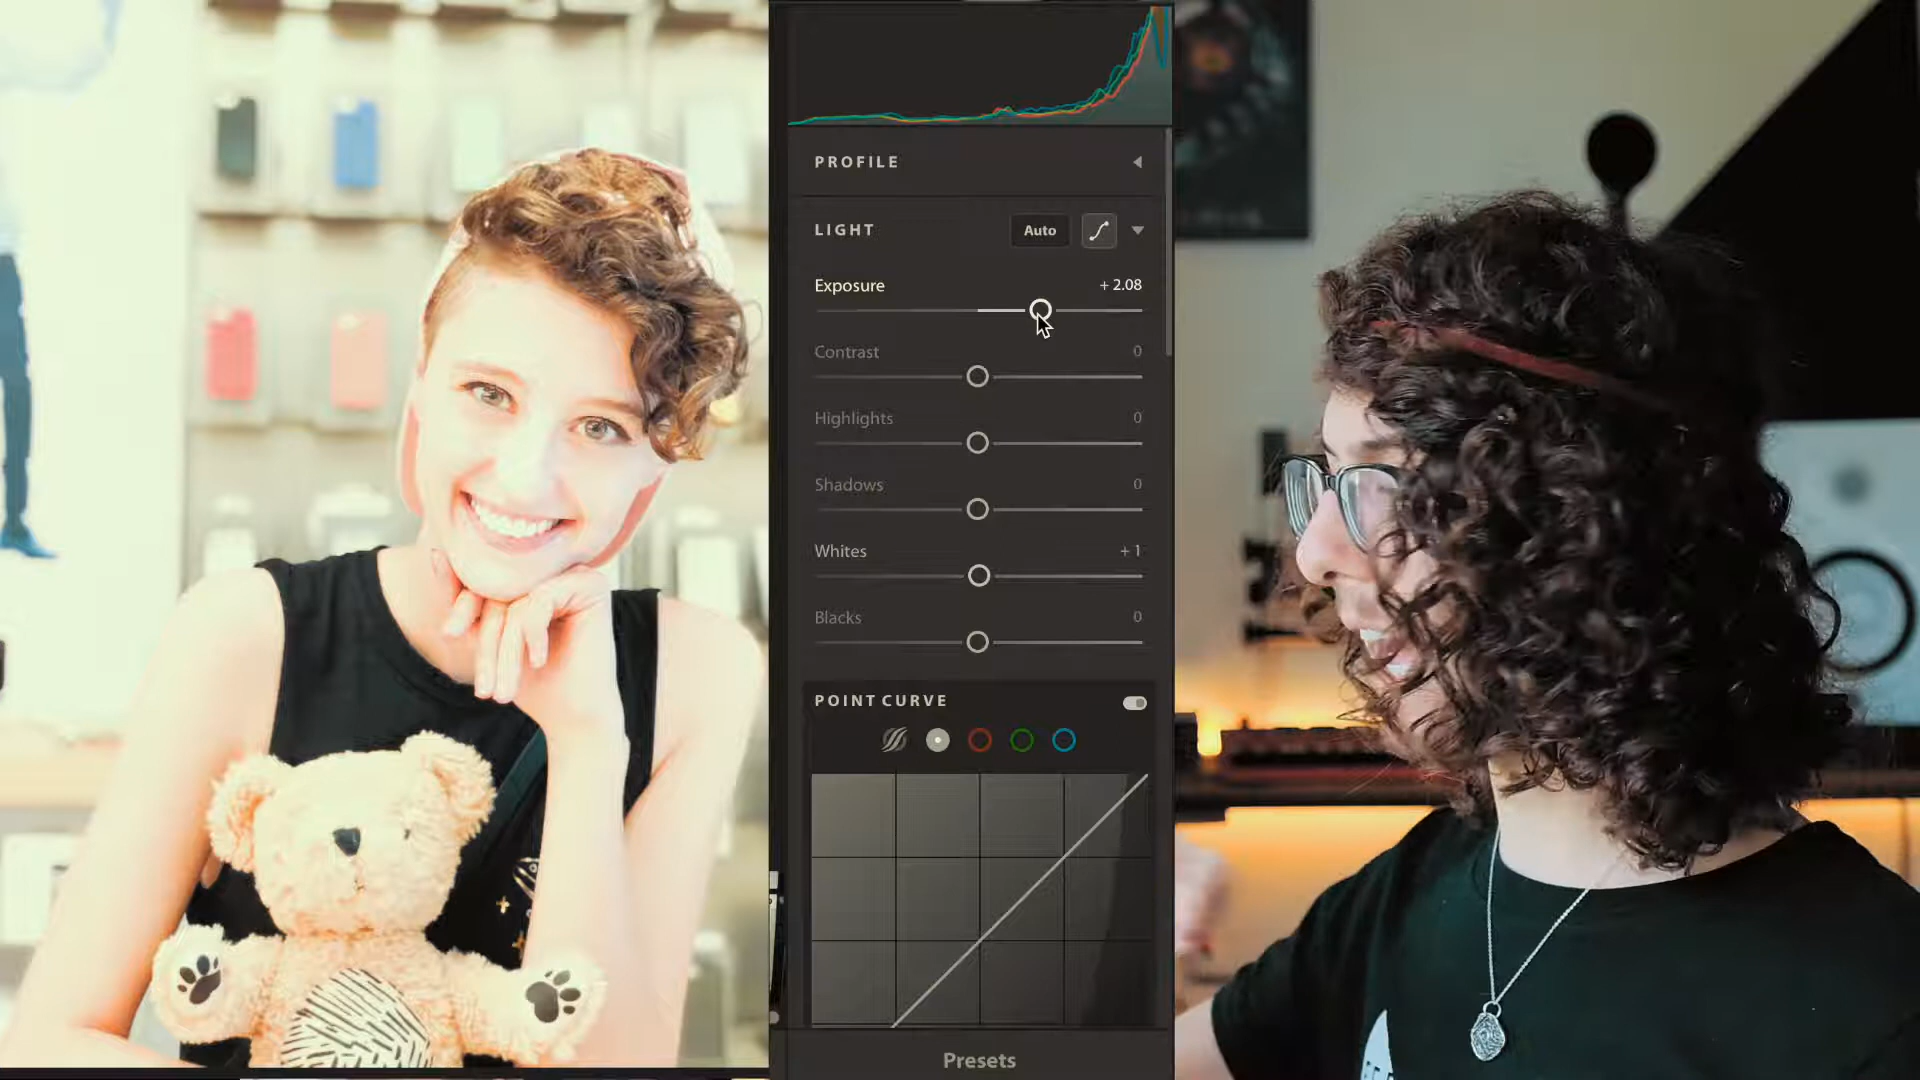 PROFILE
LIGHT
Auto
Exposure
+ 2.08
Contrast
0
Highlights
0
Shadows
0
Whites
+ 1
Blacks
0
POINT CURVE
Presets